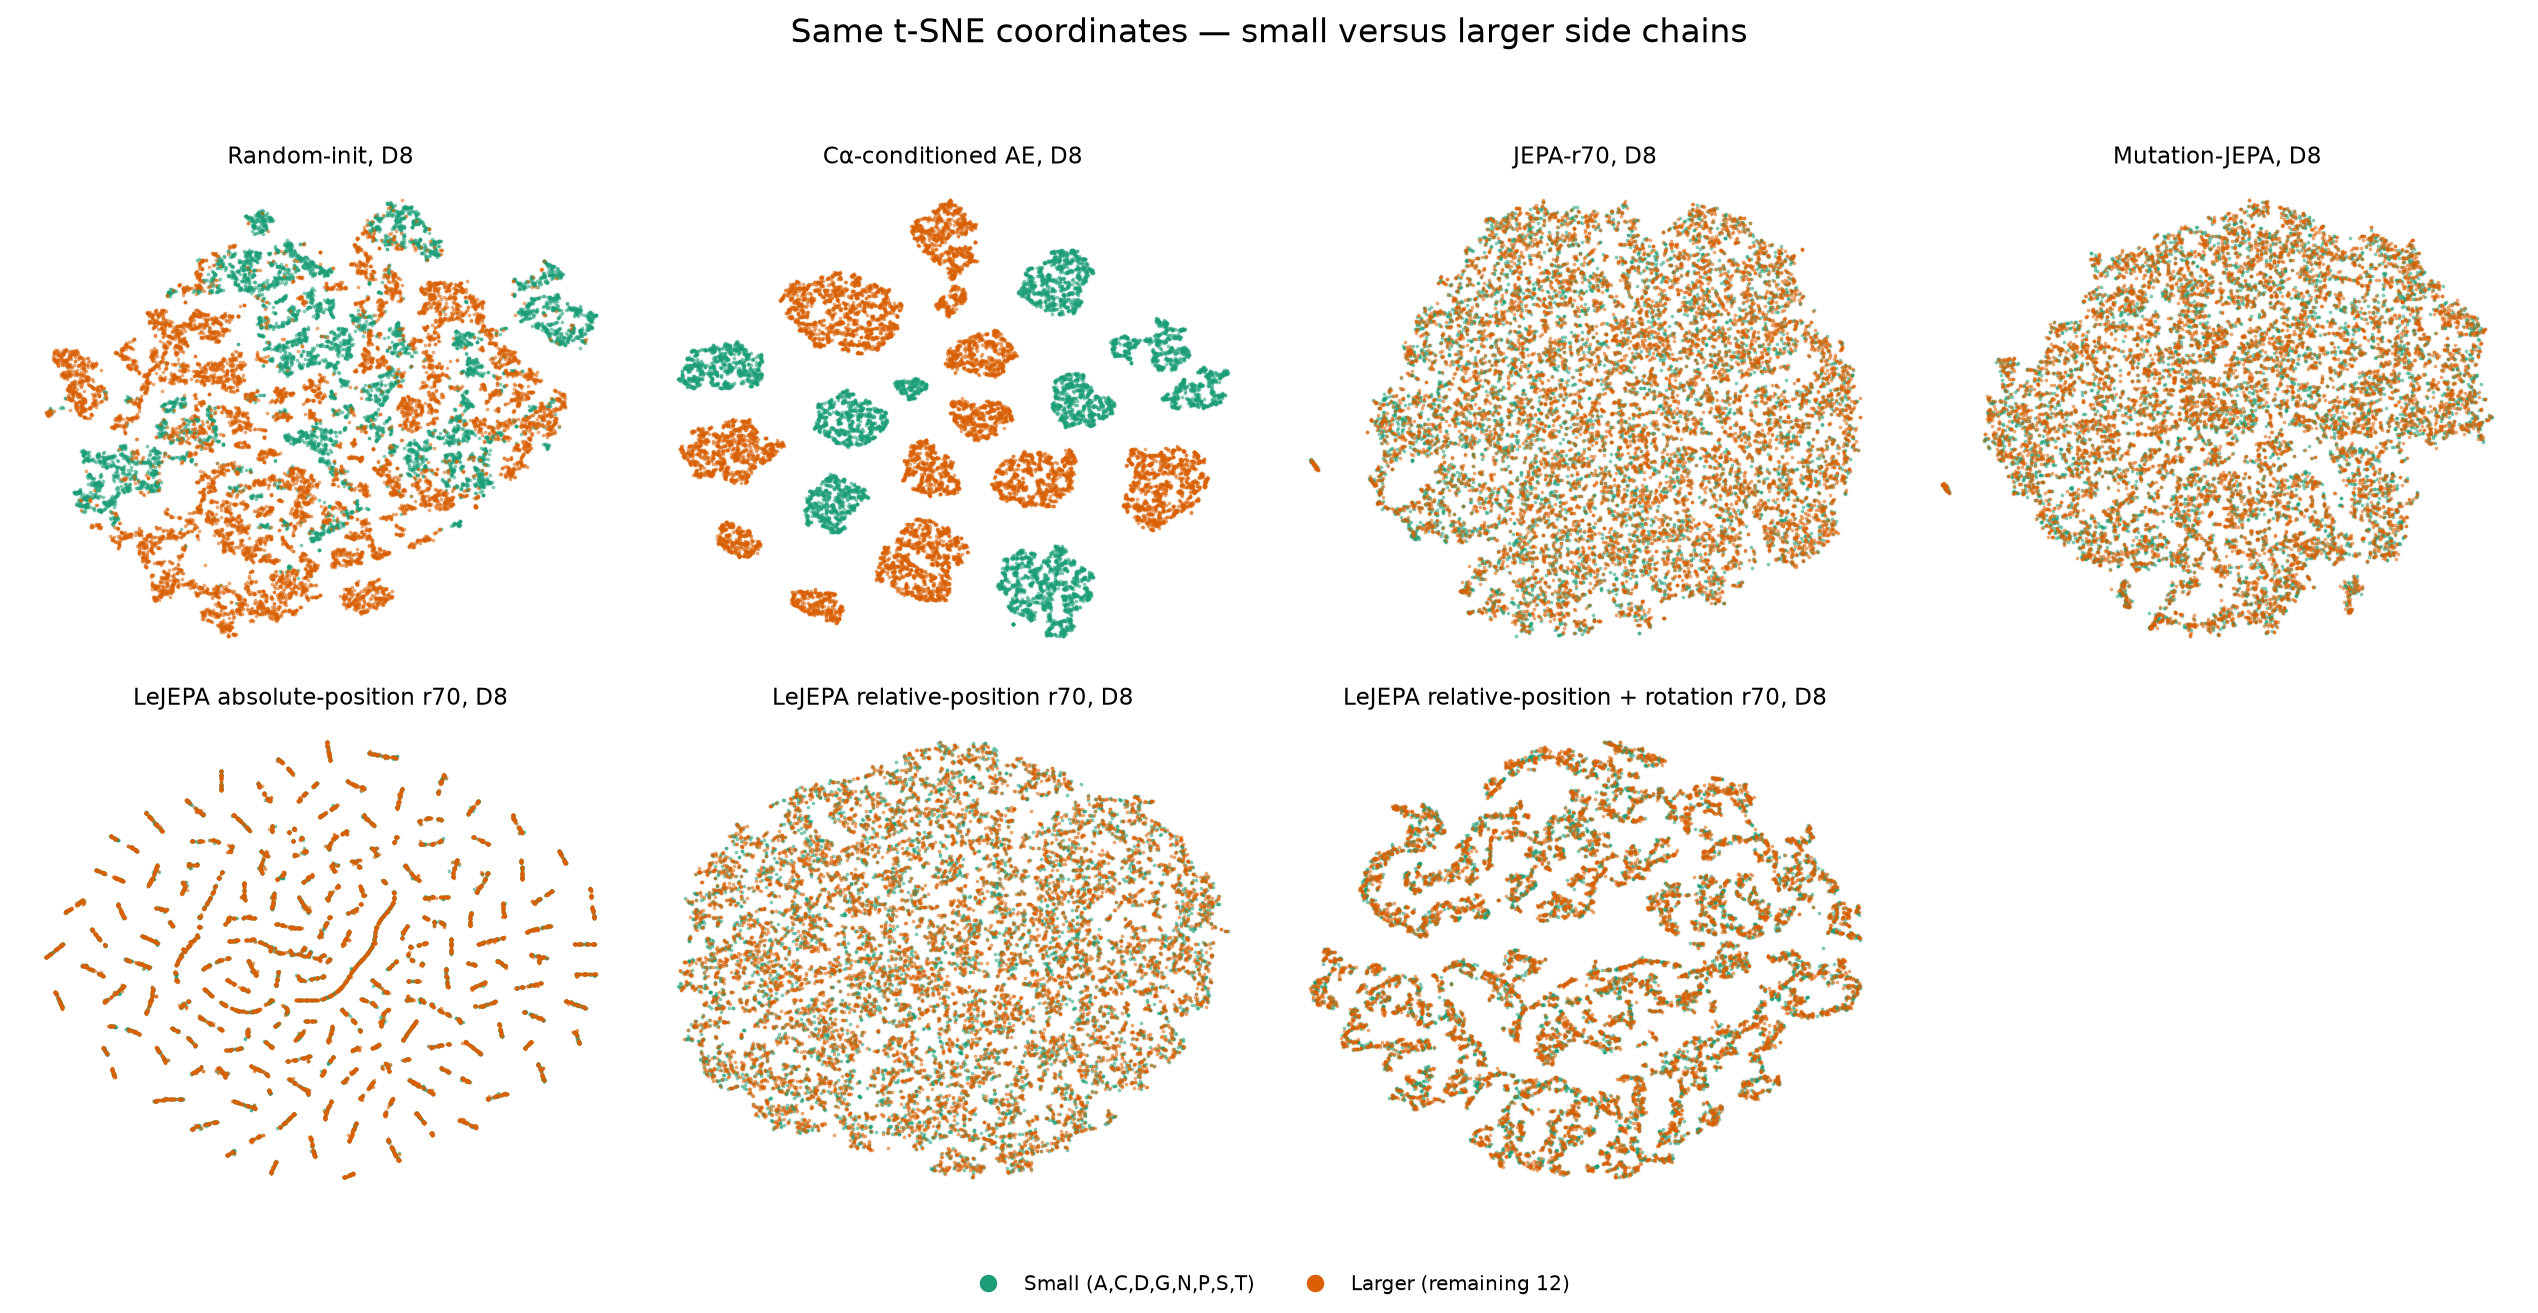 Same t-SNE coordinates — small versus larger side chains
Random-init, D8
Cα-conditioned AE, D8
JEPA-r70, D8
Mutation-JEPA, D8
LeJEPA absolute-position r70, D8
LeJEPA relative-position r70, D8
LeJEPA relative-position + rotation r70, D8
Small (A,C,D,G,N,P,S,T)
Larger (remaining 12)